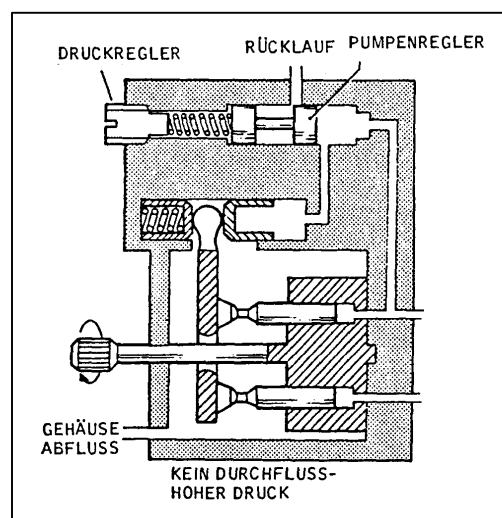 DRUCKREGLER
RÜCKLAUF
PUMPENREGLER
GEHÄUSE
ABFLUSS
KEIN DURCHFLUSS-
HOHER DRUCK